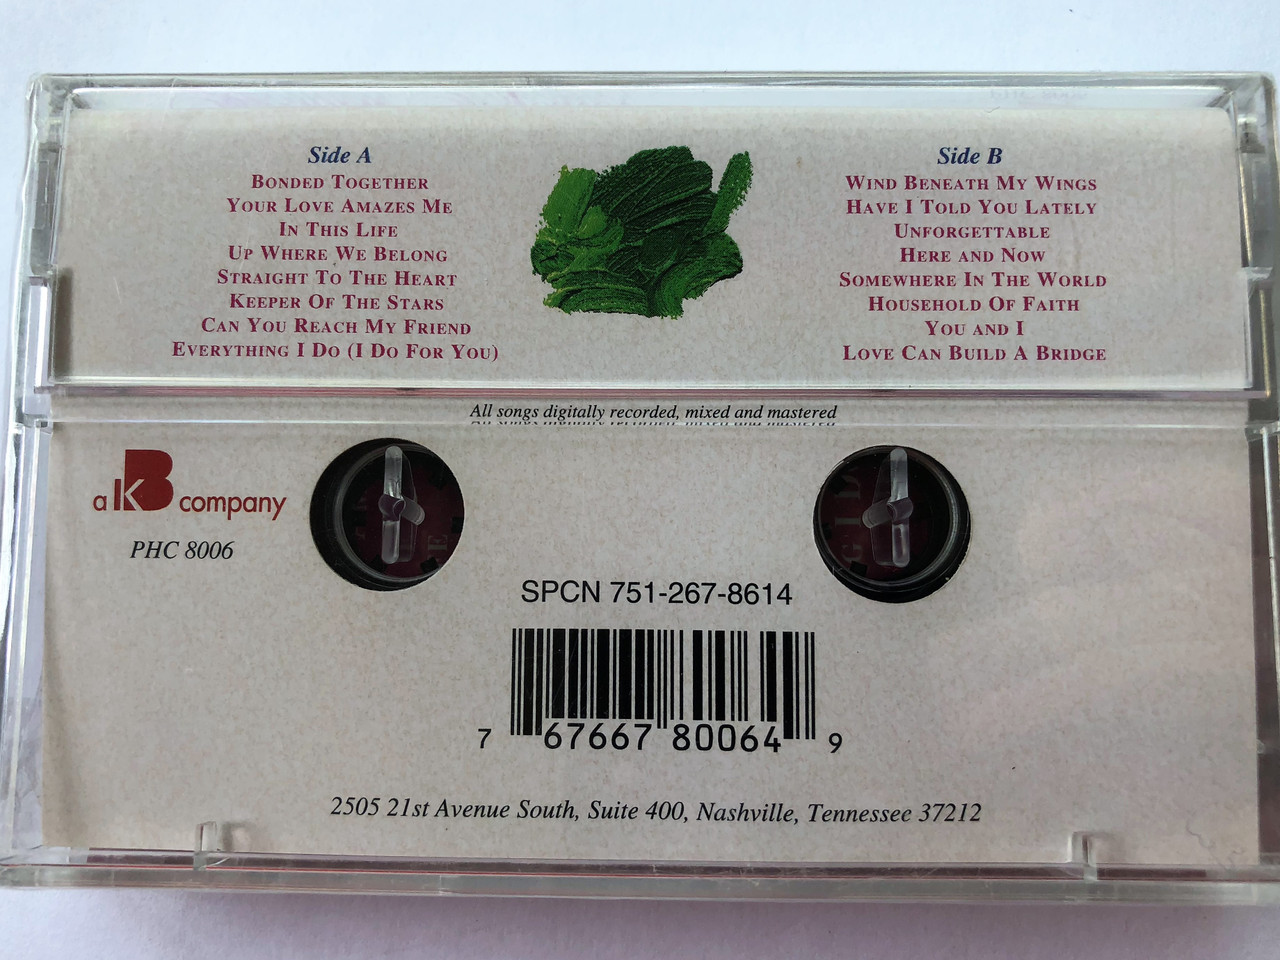 Side A
BONDED TOGETHER
YOUR LOVE AMAZES ME
IN THIS LIFE
UP WHERE WE BELONG
STRAIGHT TO THE HEART
KEEPER OF THE STARS
CAN YOU REACH MY FRIEND
EVERYTHING I DO (I DO FOR YOU)
Side B
WIND BENEATH MY WINGS
HAVE I TOLD YOU LATELY
UNFORGETTABLE
HERE AND NOW
SOMEWHERE IN THE WORLD
HOUSEHOLD OF FAITH
YOU AND I
LOVE CAN BUILD A BRIDGE
All songs digitally recorded, mixed and mastered
a KB company
PHC 8006
SPCN 751-267-8614
7 67667 80064 9
2505 21st Avenue South, Suite 400, Nashville, Tennessee 37212